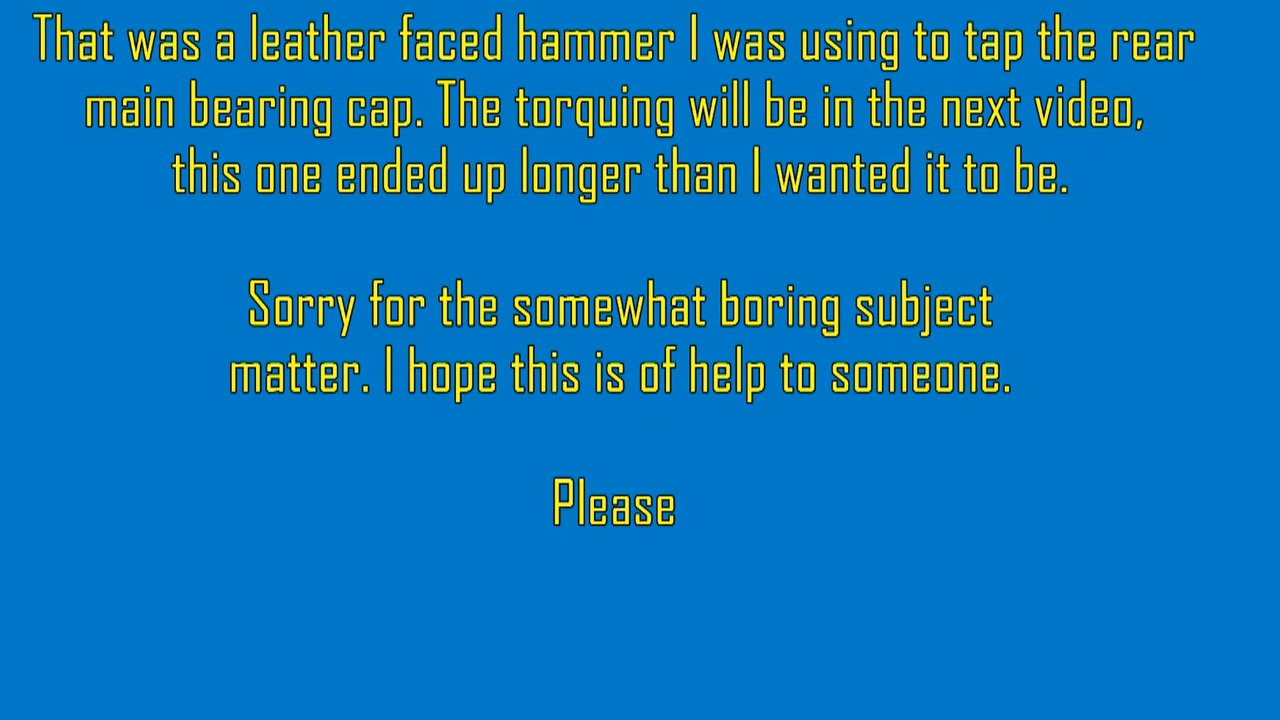 That was a leather faced hammer I was using to tap the rear
main bearing cap. The torquing will be in the next video,
this one ended up longer than I wanted it to be.
Sorry for the somewhat boring subject
matter. I hope this is of help to someone.
Please